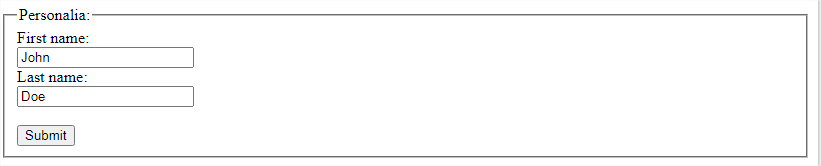 Personalia:
First name:
John
Last name:
Doe
Submit